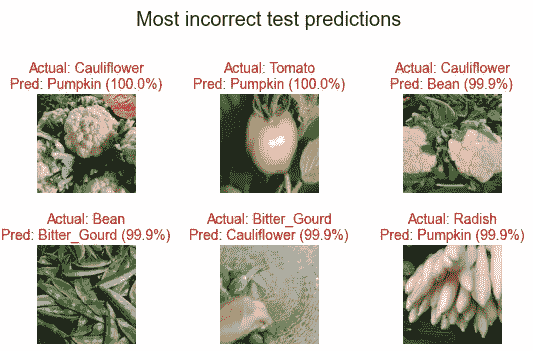 Most incorrect test predictions
Actual: Cauliflower
Pred: Pumpkin (100.0%)
Actual: Tomato
Pred: Pumpkin (100.0%)
Actual: Cauliflower
Pred: Bean (99.9%)
Actual: Bean
Pred: Bitter_Gourd (99.9%)
Actual: Bitter_Gourd
Pred: Cauliflower (99.9%)
Actual: Radish
Pred: Pumpkin (99.9%)